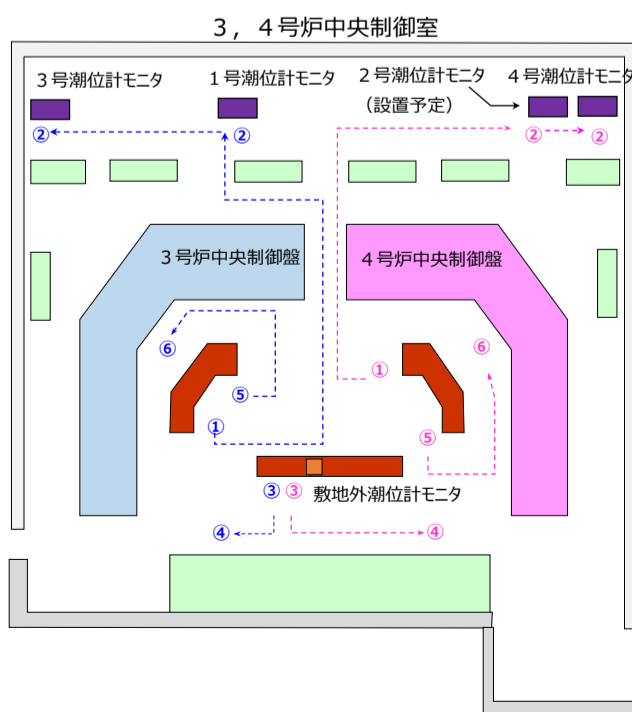 ３，４号炉中央制御室
３号潮位計モニタ
１号潮位計モニタ
２号潮位計モニタ
（設置予定）
４号潮位計モニタ
②
②
②
②
３号炉中央制御盤
４号炉中央制御盤
⑥
⑥
①
⑤
①
⑤
③
③
敷地外潮位計モニタ
④
④